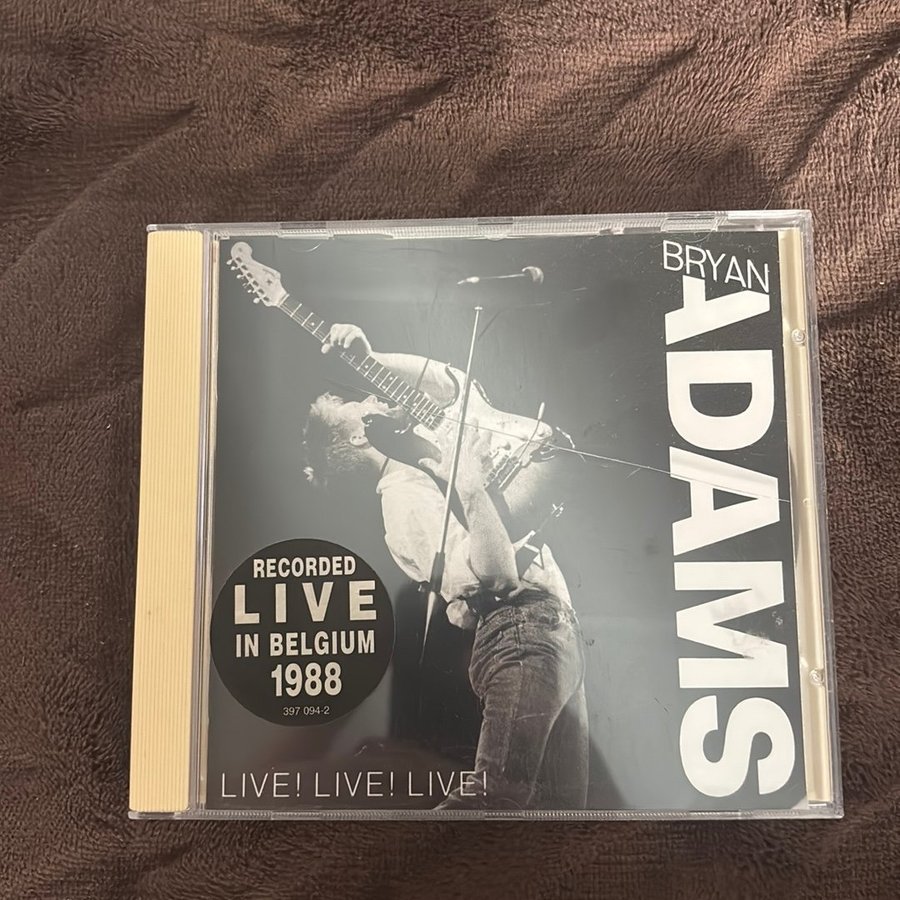 BRYAN
ADAMS
RECORDED
LIVE
IN BELGIUM
1988
397 094-2
LIVE! LIVE! LIVE!